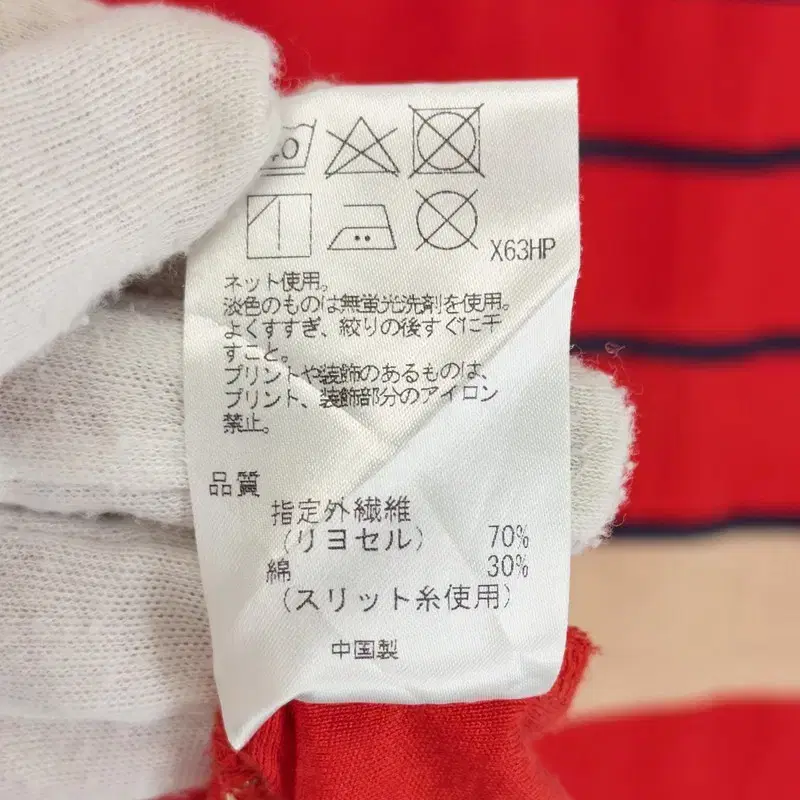 40
X63HP
ネット使用。
淡色のものは無蛍光洗剤を使用。
よくすすぎ、絞りの後すぐに干
すこと。
プリントや装飾のあるものは、
プリント、装飾部分のアイロン
禁止。
品質
指定外繊維
(リヨセル) 70%
綿 30%
(スリット糸使用)
中国製